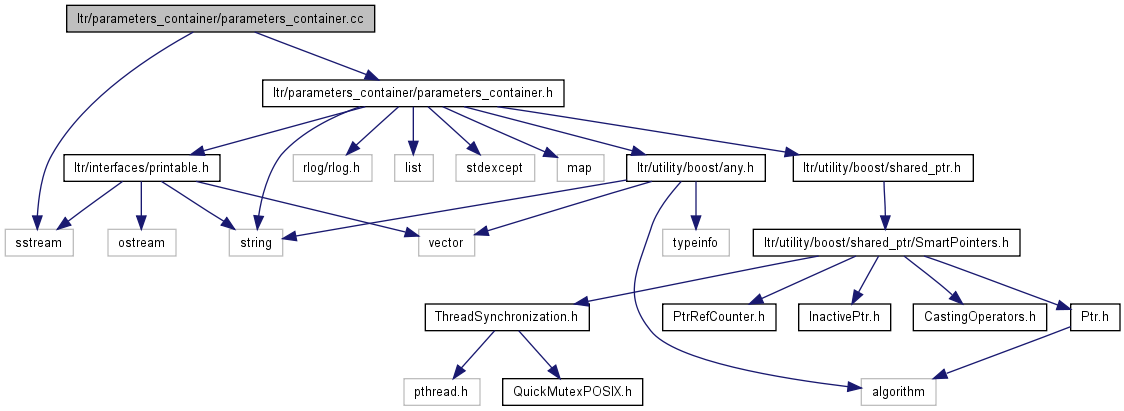 ltr/parameters_container/parameters_container.cc
ltr/parameters_container/parameters_container.h
ltr/interfaces/printable.h
rlog/rlog.h
list
stdexcept
map
ltr/utility/boost/any.h
ltr/utility/boost/shared_ptr.h
sstream
ostream
string
vector
typeinfo
ltr/utility/boost/shared_ptr/SmartPointers.h
ThreadSynchronization.h
PtrRefCounter.h
InactivePtr.h
CastingOperators.h
Ptr.h
pthread.h
QuickMutexPOSIX.h
algorithm